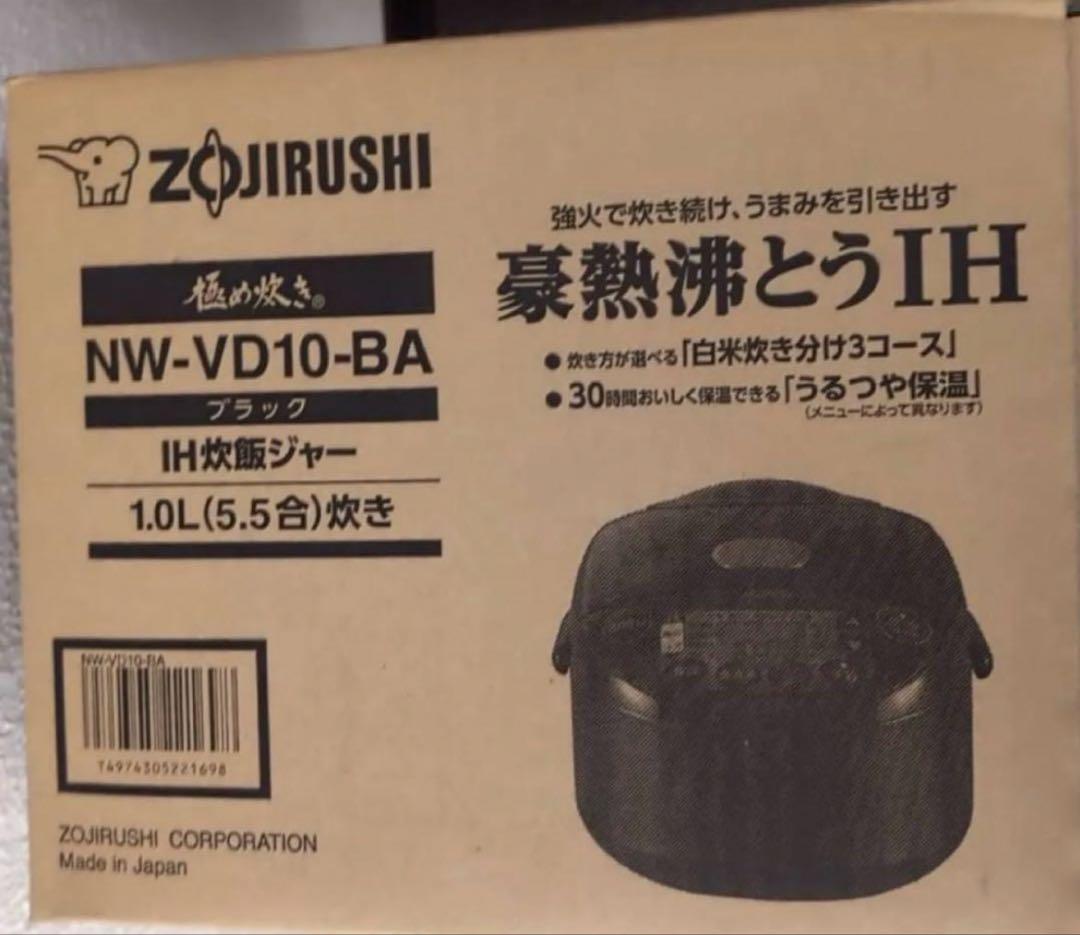 ZOJIRUSHI
極め炊き®
NW-VD10-BA
ブラック
IH炊飯ジャー
1.0L(5.5合)炊き
強火で炊き続け、うまみを引き出す
豪熱沸とうIH
● 炊き方が選べる「白米炊き分け3コース」
● 30時間おいしく保温できる「うるつや保温」
(メニューによって異なります)
NW-VD10-BA
T4974305221698
ZOJIRUSHI CORPORATION
Made in Japan